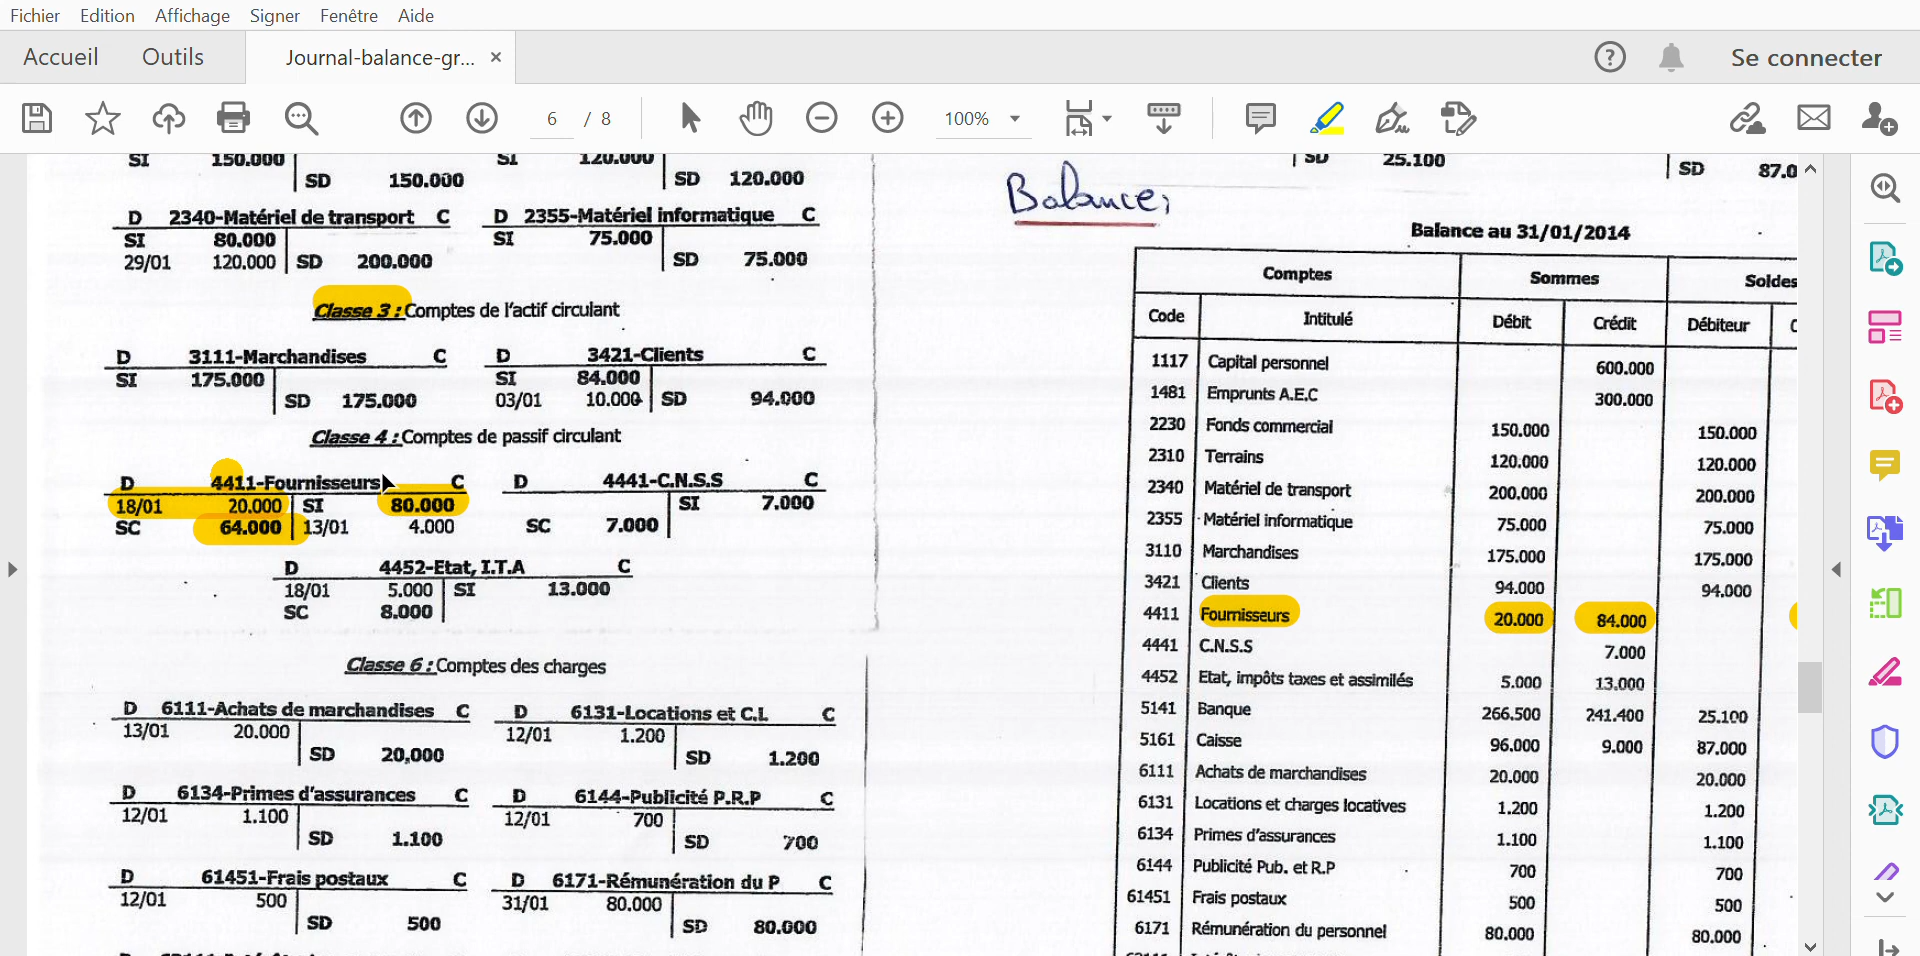 Fichier Edition Affichage Signer Fenêtre Aide
Accueil Outils Journal-balance-gr... × Se connecter
6 / 8 100%
SI 150.000
SD 150.000
SI 120.000
SD 120.000
D 2340-Matériel de transport C
SI 80.000
29/01 120.000 SD 200.000
D 2355-Matériel informatique C
SI 75.000
SD 75.000
Classe 3 : Comptes de l'actif circulant
D 3111-Marchandises C
SI 175.000
SD 175.000
D 3421-Clients C
SI 84.000
03/01 10.000 SD 94.000
Classe 4 : Comptes de passif circulant
D 4411-Fournisseurs C
18/01 20.000 SI 80.000
SC 64.000 13/01 4.000
D 4441-C.N.S.S C
SI 7.000
SC 7.000
D 4452-Etat, I.T.A C
18/01 5.000 SI 13.000
SC 8.000
Classe 6 : Comptes des charges
D 6111-Achats de marchandises C
13/01 20.000
SD 20,000
D 6131-Locations et C.L C
12/01 1.200
SD 1.200
D 6134-Primes d'assurances C
12/01 1.100
SD 1.100
D 6144-Publicité P.R.P C
12/01 700
SD 700
D 61451-Frais postaux C
12/01 500
SD 500
D 6171-Rémunération du P C
31/01 80.000
SD 80.000
SD 25.100
SD 87.0
Balance:
Balance au 31/01/2014
Comptes Sommes Soldes
Code Intitulé Débit Crédit Débiteur C
1117 Capital personnel 600.000
1481 Emprunts A.E.C 300.000
2230 Fonds commercial 150.000 150.000
2310 Terrains 120.000 120.000
2340 Matériel de transport 200.000 200.000
2355 Matériel informatique 75.000 75.000
3110 Marchandises 175.000 175.000
3421 Clients 94.000 94.000
4411 Fournisseurs 20.000 84.000
4441 C.N.S.S 7.000
4452 Etat, impôts taxes et assimilés 5.000 13.000
5141 Banque 266.500 241.400 25.100
5161 Caisse 96.000 9.000 87.000
6111 Achats de marchandises 20.000 20.000
6131 Locations et charges locatives 1.200 1.200
6134 Primes d'assurances 1.100 1.100
6144 Publicité Pub. et R.P 700 700
61451 Frais postaux 500 500
6171 Rémunération du personnel 80.000 80.000